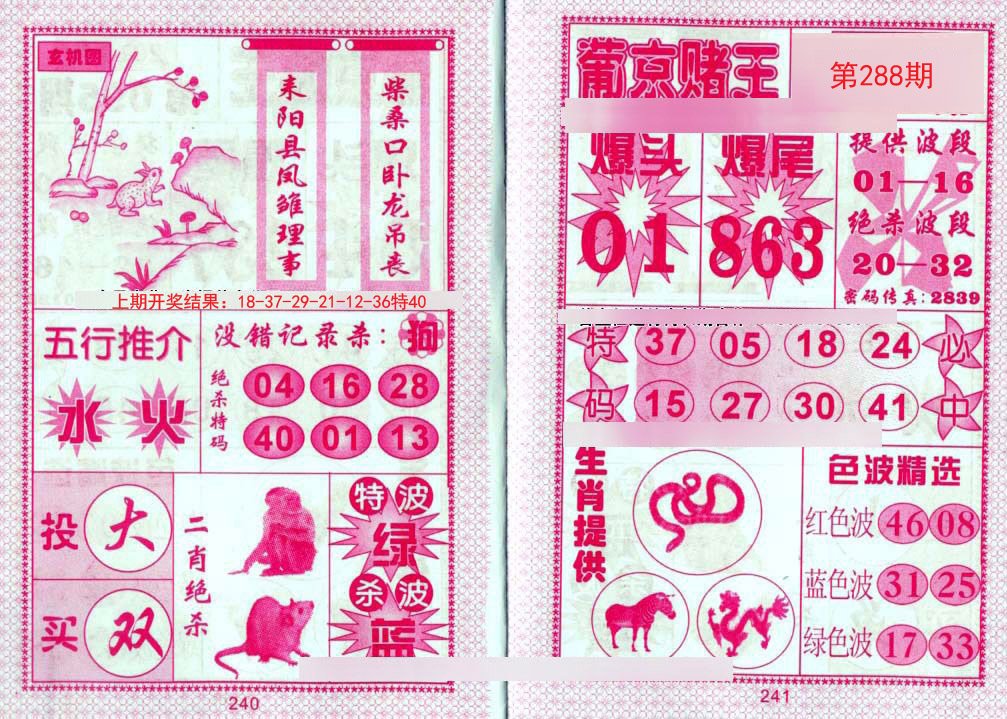 玄机图
耒阳县凤雏理事
柴桑口卧龙吊丧
上期开奖结果：18-37-29-21-12-36特40
五行推介
水 火
没错记录杀：狗
绝杀特码
04 16 28
40 01 13
投 大
买 双
二肖绝杀
特波
绿
杀波
蓝
240
葡京赌王
第288期
爆头
01
爆尾
863
提供波段
01—16
绝杀波段
20—32
密码传真：2839
特码
37 05 18 24
15 27 30 41
必中
生肖提供
色波精选
红色波 46 08
蓝色波 31 25
绿色波 17 33
241